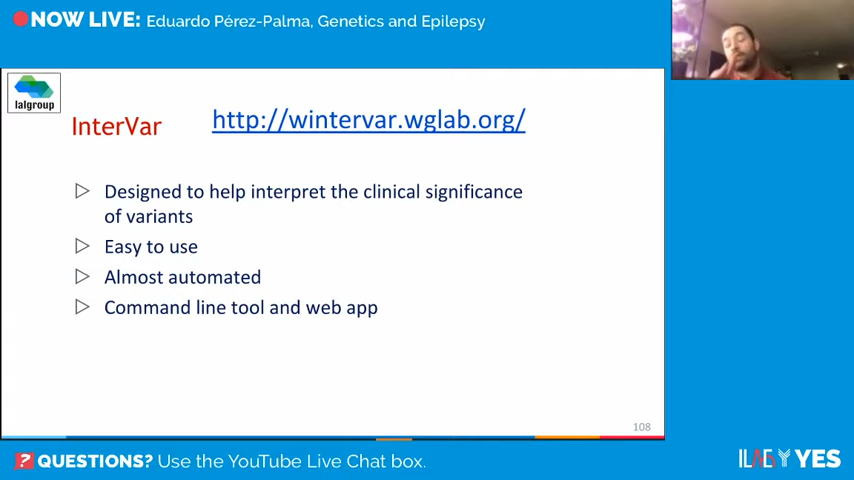 NOW LIVE: Eduardo Pérez-Palma, Genetics and Epilepsy
lalgroup
InterVar http://wintervar.wglab.org/
Designed to help interpret the clinical significance
of variants
Easy to use
Almost automated
Command line tool and web app
108
? QUESTIONS? Use the YouTube Live Chat box.
ILAE YES